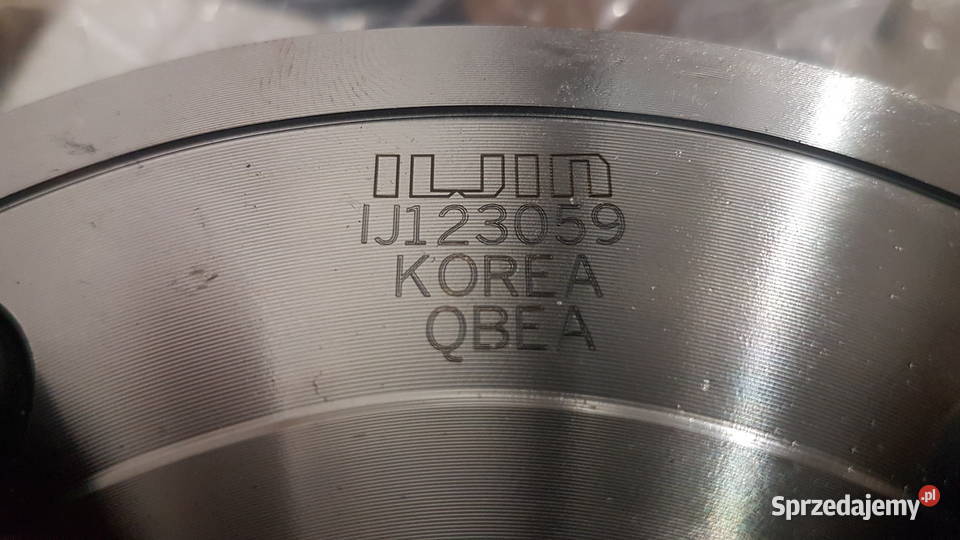 ILJIN
IJ123059
KOREA
QBEA
Sprzedajemy.pl